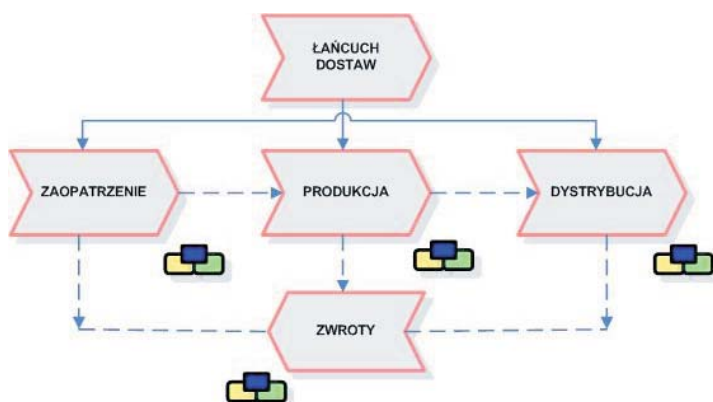 ŁAŃCUCH
DOSTAW
ZAOPATRZENIE
PRODUKCJA
DYSTRYBUCJA
ZWROTY